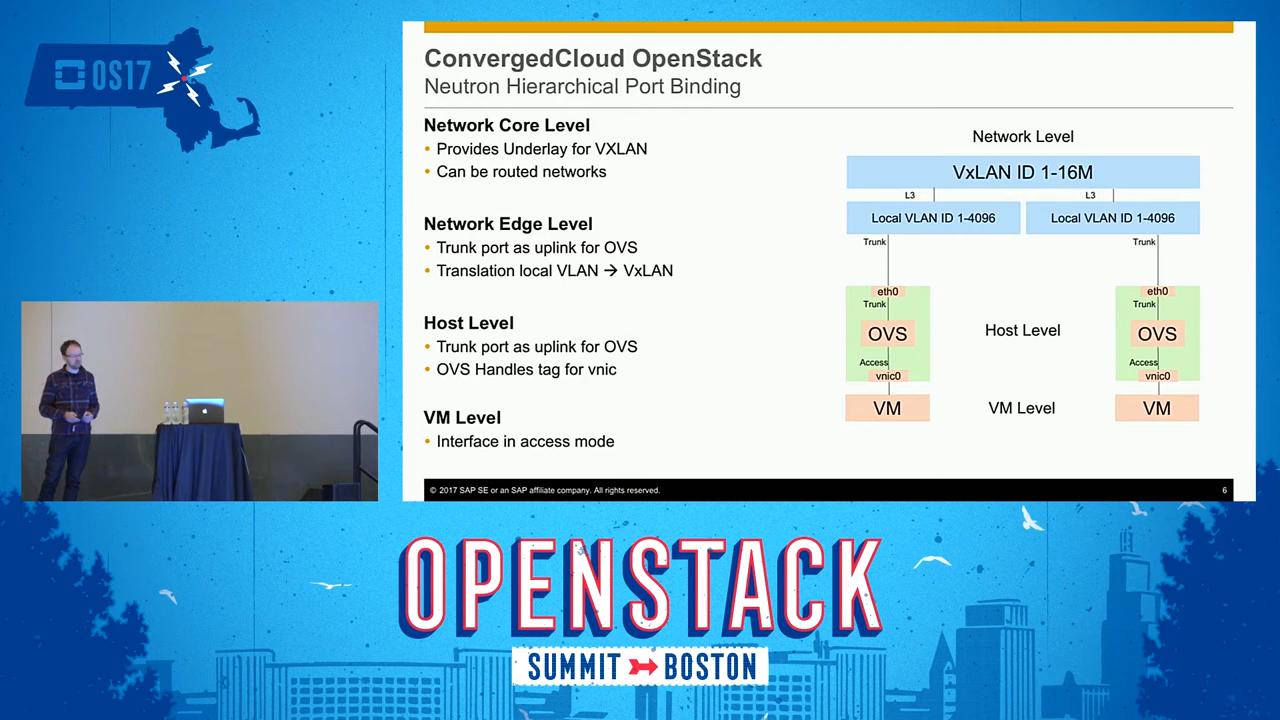 OS17
ConvergedCloud OpenStack
Neutron Hierarchical Port Binding
Network Core Level
• Provides Underlay for VXLAN
• Can be routed networks
Network Edge Level
• Trunk port as uplink for OVS
• Translation local VLAN → VxLAN
Host Level
• Trunk port as uplink for OVS
• OVS Handles tag for vnic
VM Level
• Interface in access mode
Network Level
VxLAN ID 1-16M
L3 L3
Local VLAN ID 1-4096 Local VLAN ID 1-4096
Trunk Trunk
eth0 eth0
Trunk Trunk
OVS Host Level OVS
Access Access
vnic0 vnic0
VM VM Level VM
© 2017 SAP SE or an SAP affiliate company. All rights reserved. 6
OPENSTACK
SUMMIT BOSTON